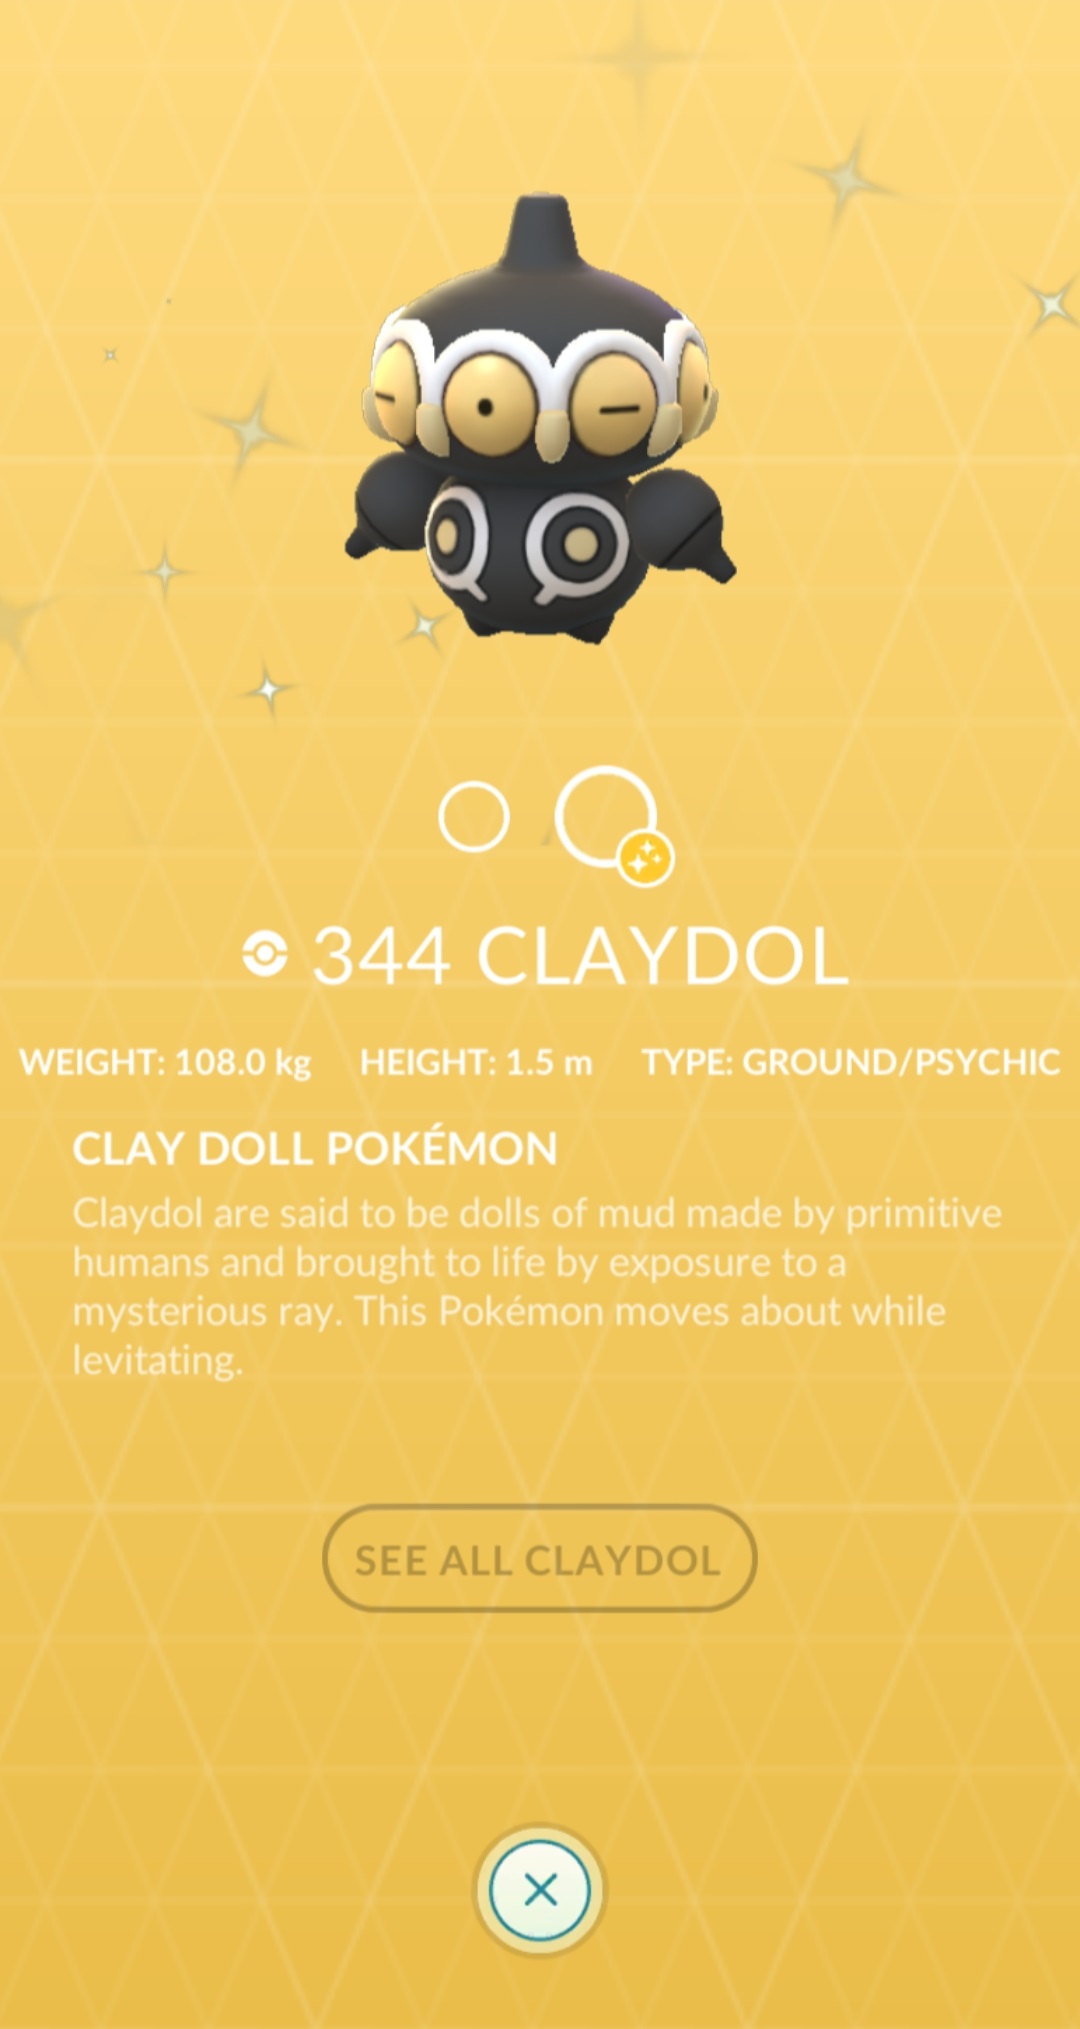 344 CLAYDOL
WEIGHT: 108.0 kg HEIGHT: 1.5 m TYPE: GROUND/PSYCHIC
CLAY DOLL POKÉMON
Claydol are said to be dolls of mud made by primitive
humans and brought to life by exposure to a
mysterious ray. This Pokémon moves about while
levitating.
SEE ALL CLAYDOL